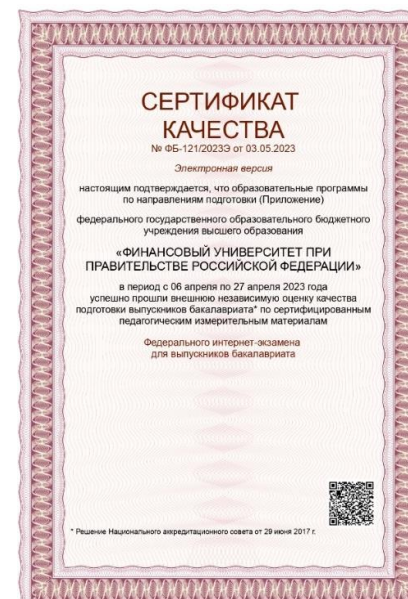 СЕРТИФИКАТ
КАЧЕСТВА
№ ФБ-121/2023Э от 03.05.2023
Электронная версия
настоящим подтверждается, что образовательные программы
по направлениям подготовки (Приложение)
федерального государственного образовательного бюджетного
учреждения высшего образования
«ФИНАНСОВЫЙ УНИВЕРСИТЕТ ПРИ
ПРАВИТЕЛЬСТВЕ РОССИЙСКОЙ ФЕДЕРАЦИИ»
в период с 06 апреля по 27 апреля 2023 года
успешно прошли внешнюю независимую оценку качества
подготовки выпускников бакалавриата* по сертифицированным
педагогическим измерительным материалам
Федерального интернет-экзамена
для выпускников бакалавриата
* Решение Национального аккредитационного совета от 29 июня 2017 г.